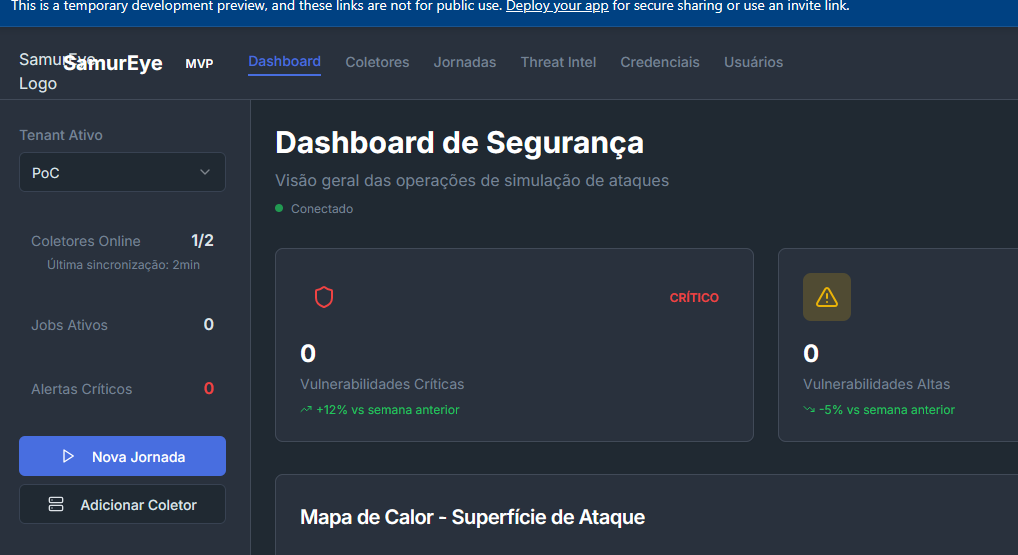 This is a temporary development preview, and these links are not for public use. Deploy your app for secure sharing or use an invite link.
SamurEye
Logo
SamurEye MVP Dashboard Coletores Jornadas Threat Intel Credenciais Usuários
Tenant Ativo
PoC
Coletores Online 1/2
Última sincronização: 2min
Jobs Ativos 0
Alertas Críticos 0
Nova Jornada
Adicionar Coletor
Dashboard de Segurança
Visão geral das operações de simulação de ataques
Conectado
CRÍTICO
0
Vulnerabilidades Críticas
+12% vs semana anterior
0
Vulnerabilidades Altas
-5% vs semana anterior
Mapa de Calor - Superfície de Ataque